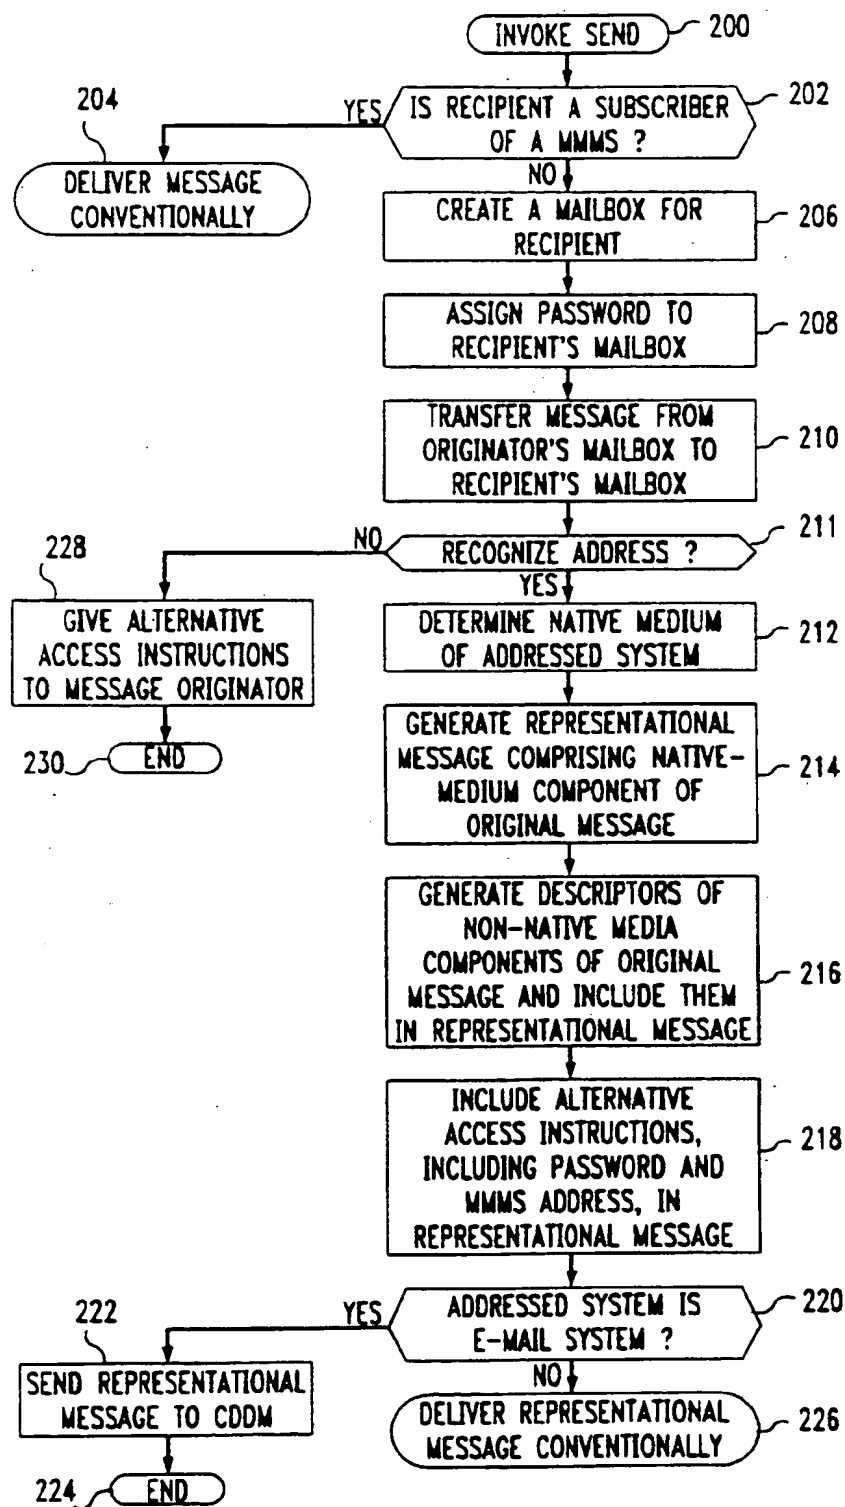 INVOKE SEND
200
IS RECIPIENT A SUBSCRIBER
OF A MMMS ?
202
YES
204
DELIVER MESSAGE
CONVENTIONALLY
NO
CREATE A MAILBOX FOR
RECIPIENT
206
ASSIGN PASSWORD TO
RECIPIENT'S MAILBOX
208
TRANSFER MESSAGE FROM
ORIGINATOR'S MAILBOX TO
RECIPIENT'S MAILBOX
210
RECOGNIZE ADDRESS ?
211
NO
228
GIVE ALTERNATIVE
ACCESS INSTRUCTIONS
TO MESSAGE ORIGINATOR
END
230
YES
DETERMINE NATIVE MEDIUM
OF ADDRESSED SYSTEM
212
GENERATE REPRESENTATIONAL
MESSAGE COMPRISING NATIVE-
MEDIUM COMPONENT OF
ORIGINAL MESSAGE
214
GENERATE DESCRIPTORS OF
NON-NATIVE MEDIA
COMPONENTS OF ORIGINAL
MESSAGE AND INCLUDE THEM
IN REPRESENTATIONAL MESSAGE
216
INCLUDE ALTERNATIVE
ACCESS INSTRUCTIONS,
INCLUDING PASSWORD AND
MMMS ADDRESS, IN
REPRESENTATIONAL MESSAGE
218
ADDRESSED SYSTEM IS
E-MAIL SYSTEM ?
220
YES
222
SEND REPRESENTATIONAL
MESSAGE TO CDDM
END
224
NO
DELIVER REPRESENTATIONAL
MESSAGE CONVENTIONALLY
226